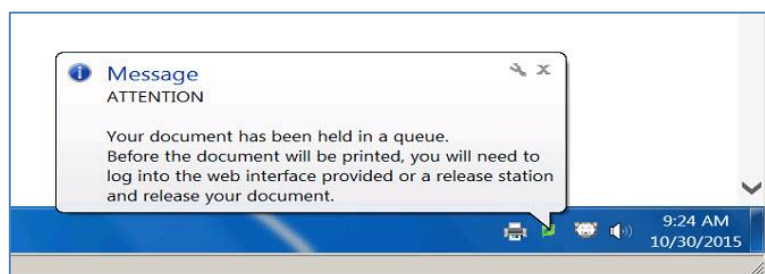 Message
ATTENTION
Your document has been held in a queue.
Before the document will be printed, you will need to
log into the web interface provided or a release station
and release your document.
9:24 AM
10/30/2015